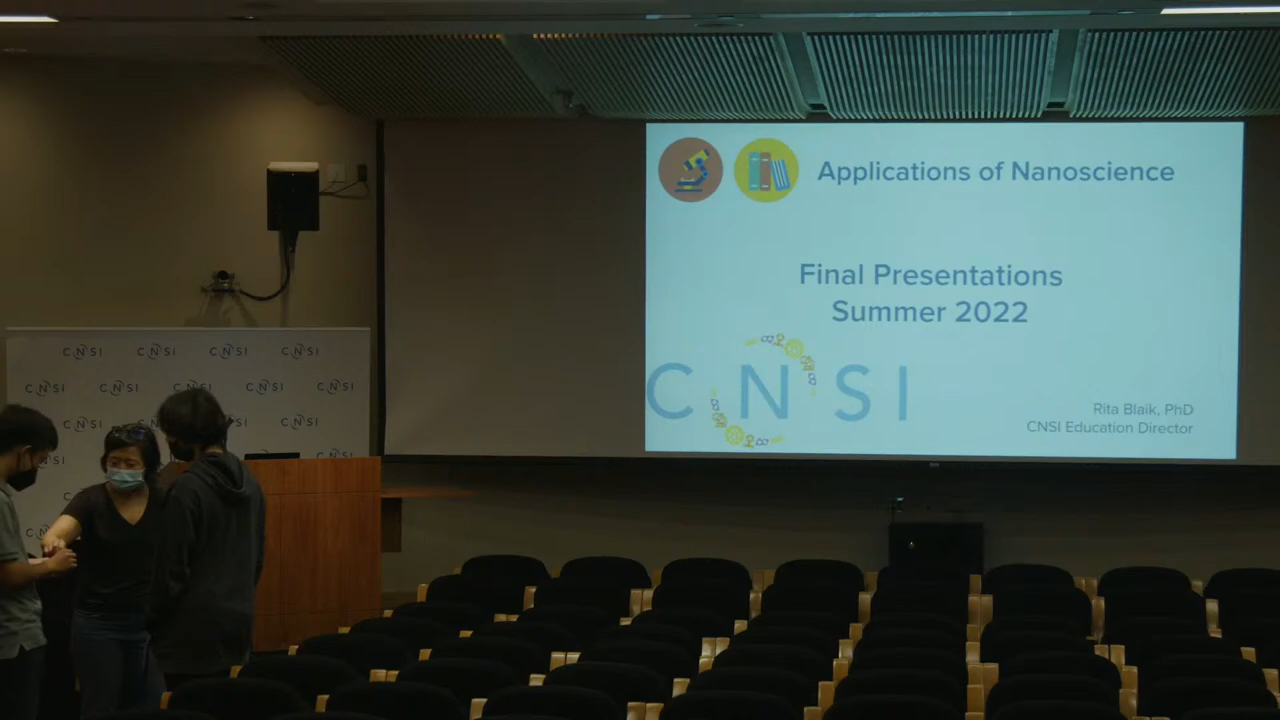 Applications of Nanoscience
Final Presentations
Summer 2022
CNSI
Rita Blaik, PhD
CNSI Education Director
CNSI CNSI CNSI CNSI
CNSI CNSI CNSI CNSI CNSI
CNSI CNSI